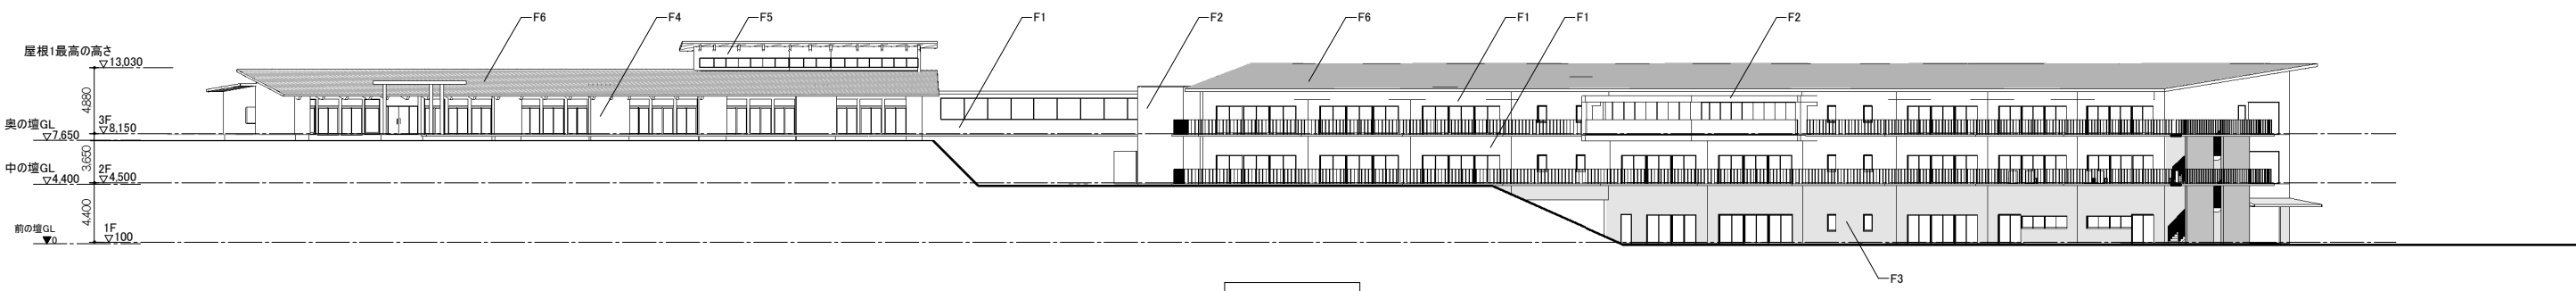 F6
F4
F5
F1
F2
F6
F1
F1
F2
屋根1最高の高さ
▽13,030
4,880
奥の壇GL
▽7,650
3F
▽8,150
3,650
中の壇GL
▽4,400
2F
▽4,500
4,400
前の壇GL
▼0
1F
▽100
F3